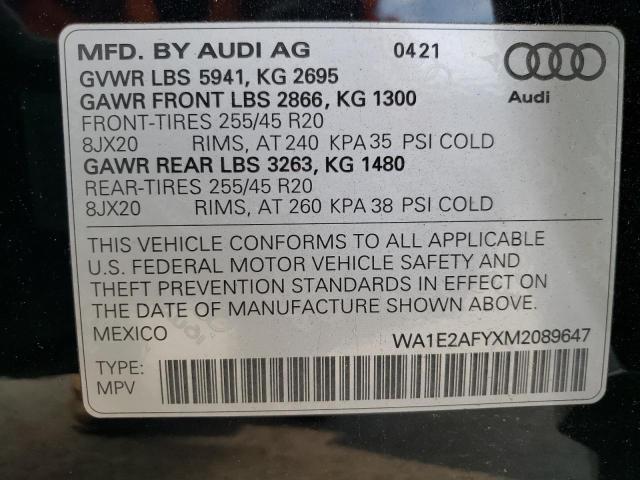 MFD. BY AUDI AG 0421
GVWR LBS 5941, KG 2695
GAWR FRONT LBS 2866, KG 1300
Audi
FRONT-TIRES 255/45 R20
8JX20 RIMS, AT 240 KPA 35 PSI COLD
GAWR REAR LBS 3263, KG 1480
REAR-TIRES 255/45 R20
8JX20 RIMS, AT 260 KPA 38 PSI COLD
THIS VEHICLE CONFORMS TO ALL APPLICABLE
U.S. FEDERAL MOTOR VEHICLE SAFETY AND
THEFT PREVENTION STANDARDS IN EFFECT ON
THE DATE OF MANUFACTURE SHOWN ABOVE.
MEXICO WA1E2AFYXM2089647
TYPE:
MPV